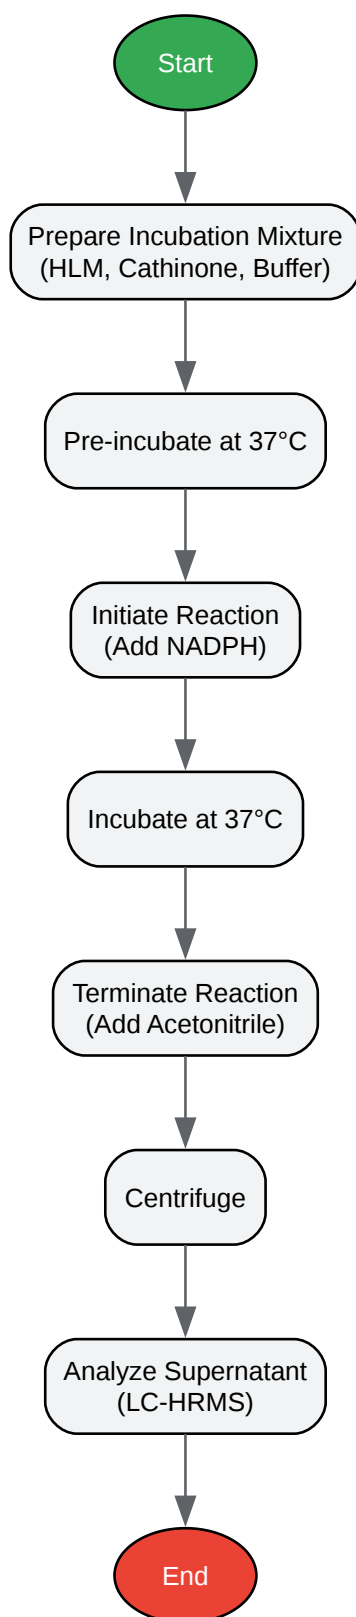 Start
Prepare Incubation Mixture
(HLM, Cathinone, Buffer)
Pre-incubate at 37°C
Initiate Reaction
(Add NADPH)
Incubate at 37°C
Terminate Reaction
(Add Acetonitrile)
Centrifuge
Analyze Supernatant
(LC-HRMS)
End